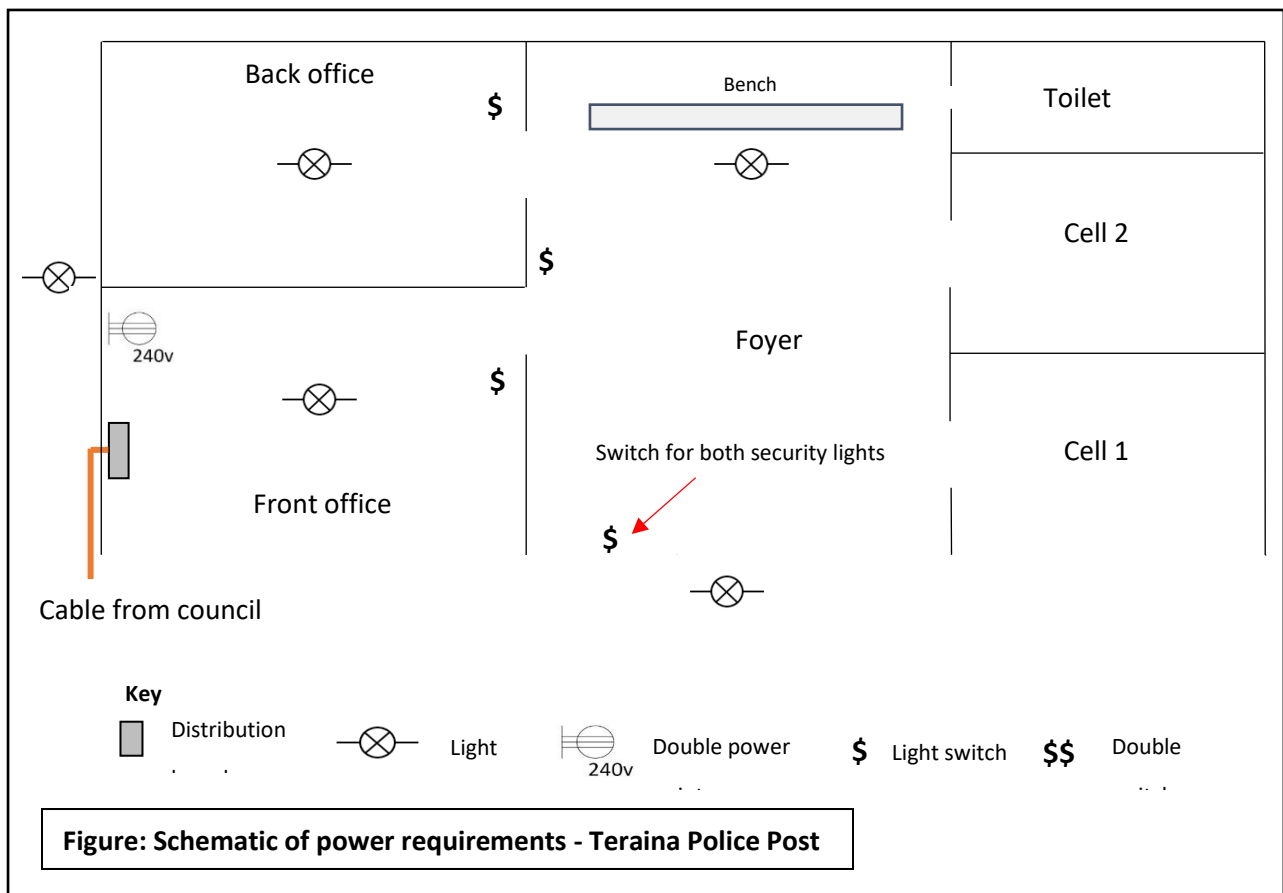 Back office
$
Bench
Toilet
Cell 2
$
240v
Foyer
$
Switch for both security lights
Cell 1
Front office
$
Cable from council
Key
Distribution
Light
240v
Double power
$ Light switch
$$ Double
Figure: Schematic of power requirements - Teraina Police Post